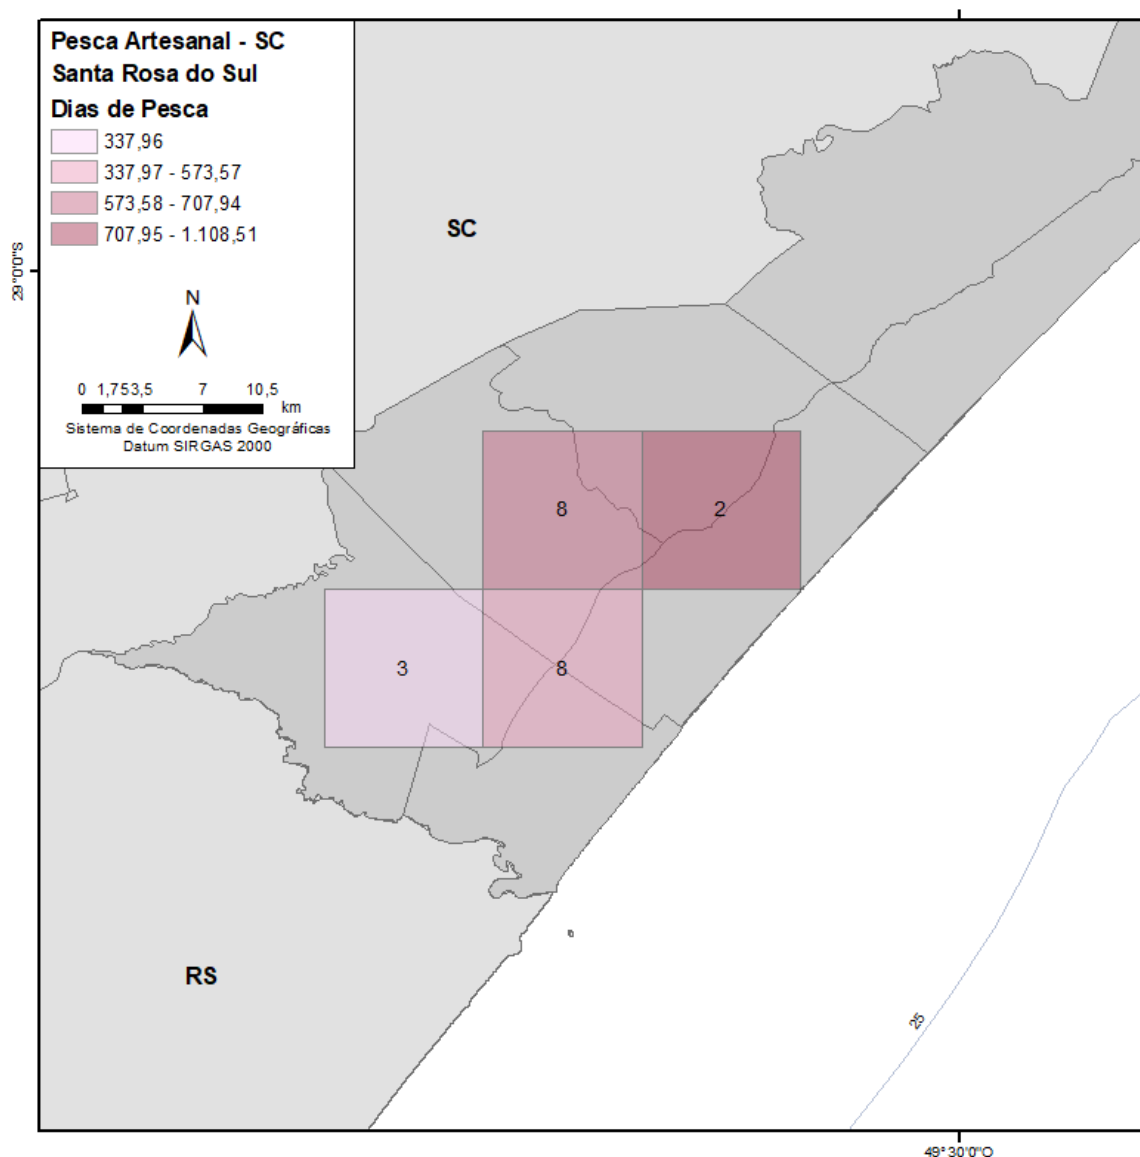 Pesca Artesanal - SC
Santa Rosa do Sul
Dias de Pesca
337,96
337,97 - 573,57
573,58 - 707,94
707,95 - 1.108,51
N
0 1,753,5 7 10,5
km
Sistema de Coordenadas Geográficas
Datum SIRGAS 2000
SC
29°0'0"S
8
2
3
8
RS
25
49°30'0"O